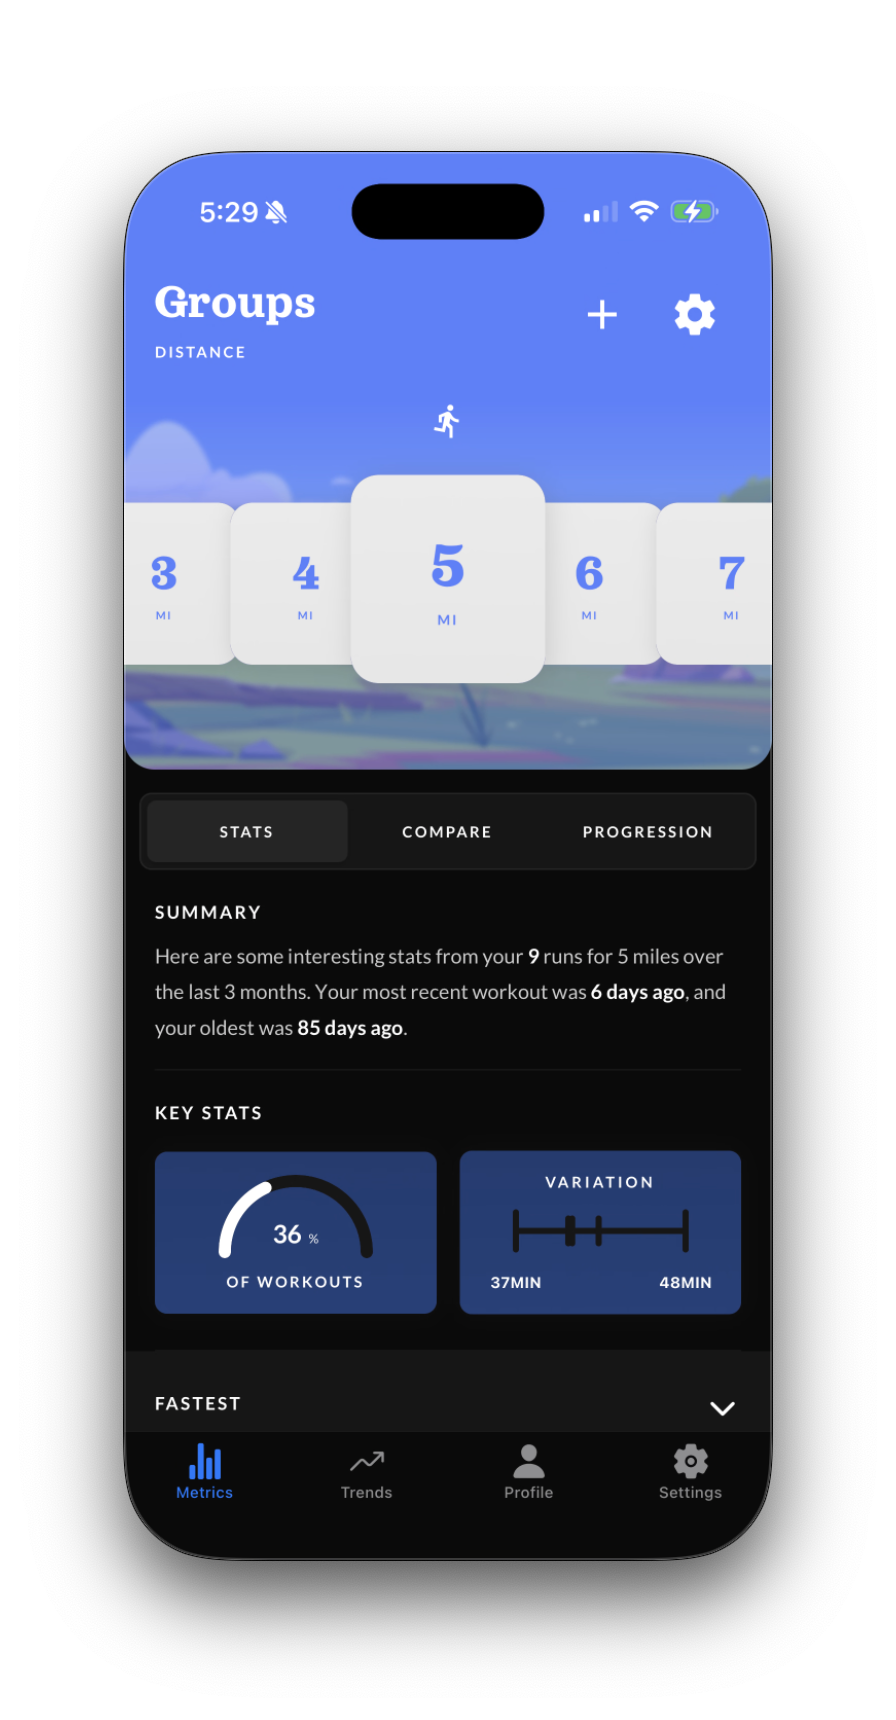 5:29
Groups
DISTANCE
3 4 5 6 7
MI MI MI MI MI
STATS COMPARE PROGRESSION
SUMMARY
Here are some interesting stats from your 9 runs for 5 miles over
the last 3 months. Your most recent workout was 6 days ago, and
your oldest was 85 days ago.
KEY STATS
36 %
OF WORKOUTS
VARIATION
37MIN 48MIN
FASTEST
Metrics Trends Profile Settings